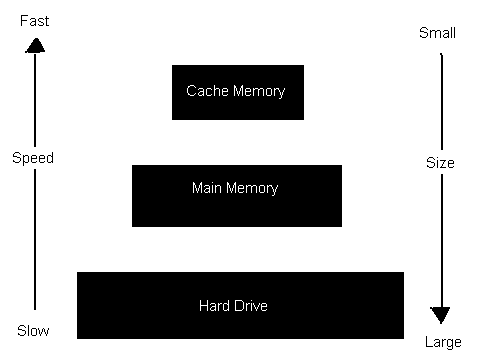 Fast
Small
Cache Memory
Speed
Size
Main Memory
Hard Drive
Slow
Large